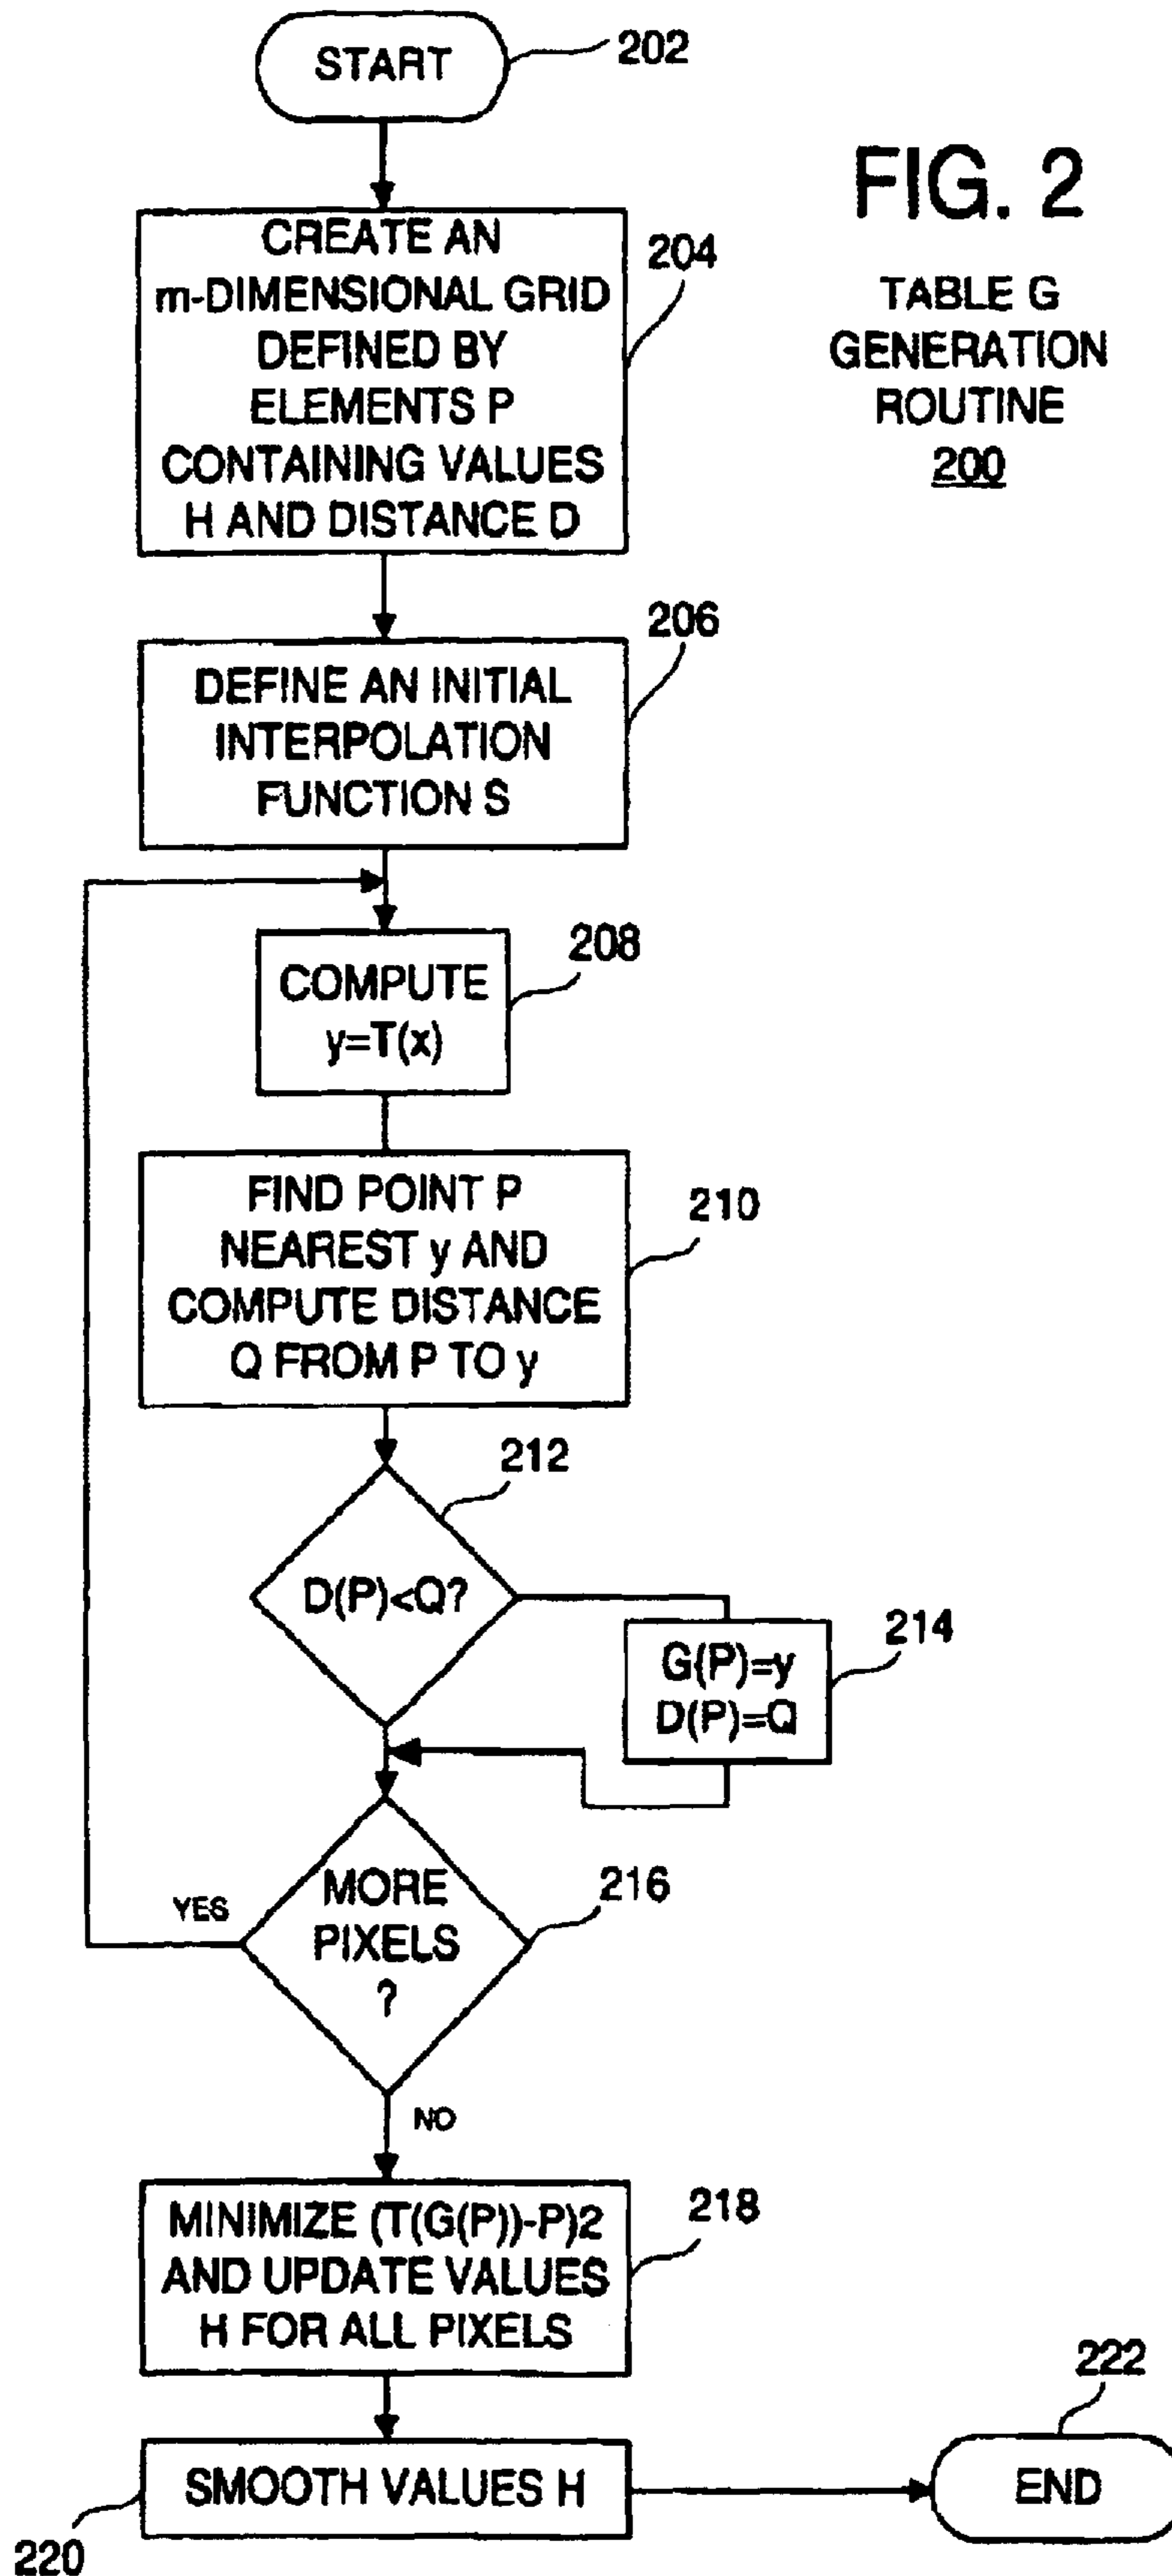 START
202
FIG. 2
TABLE G
GENERATION
ROUTINE
200
CREATE AN
m-DIMENSIONAL GRID
DEFINED BY
ELEMENTS P
CONTAINING VALUES
H AND DISTANCE D
204
DEFINE AN INITIAL
INTERPOLATION
FUNCTION S
206
COMPUTE
y=T(x)
208
FIND POINT P
NEAREST y AND
COMPUTE DISTANCE
Q FROM P TO y
210
D(P)<Q?
212
G(P)=y
D(P)=Q
214
MORE
PIXELS
?
216
YES
NO
MINIMIZE (T(G(P))-P)2
AND UPDATE VALUES
H FOR ALL PIXELS
218
SMOOTH VALUES H
220
END
222